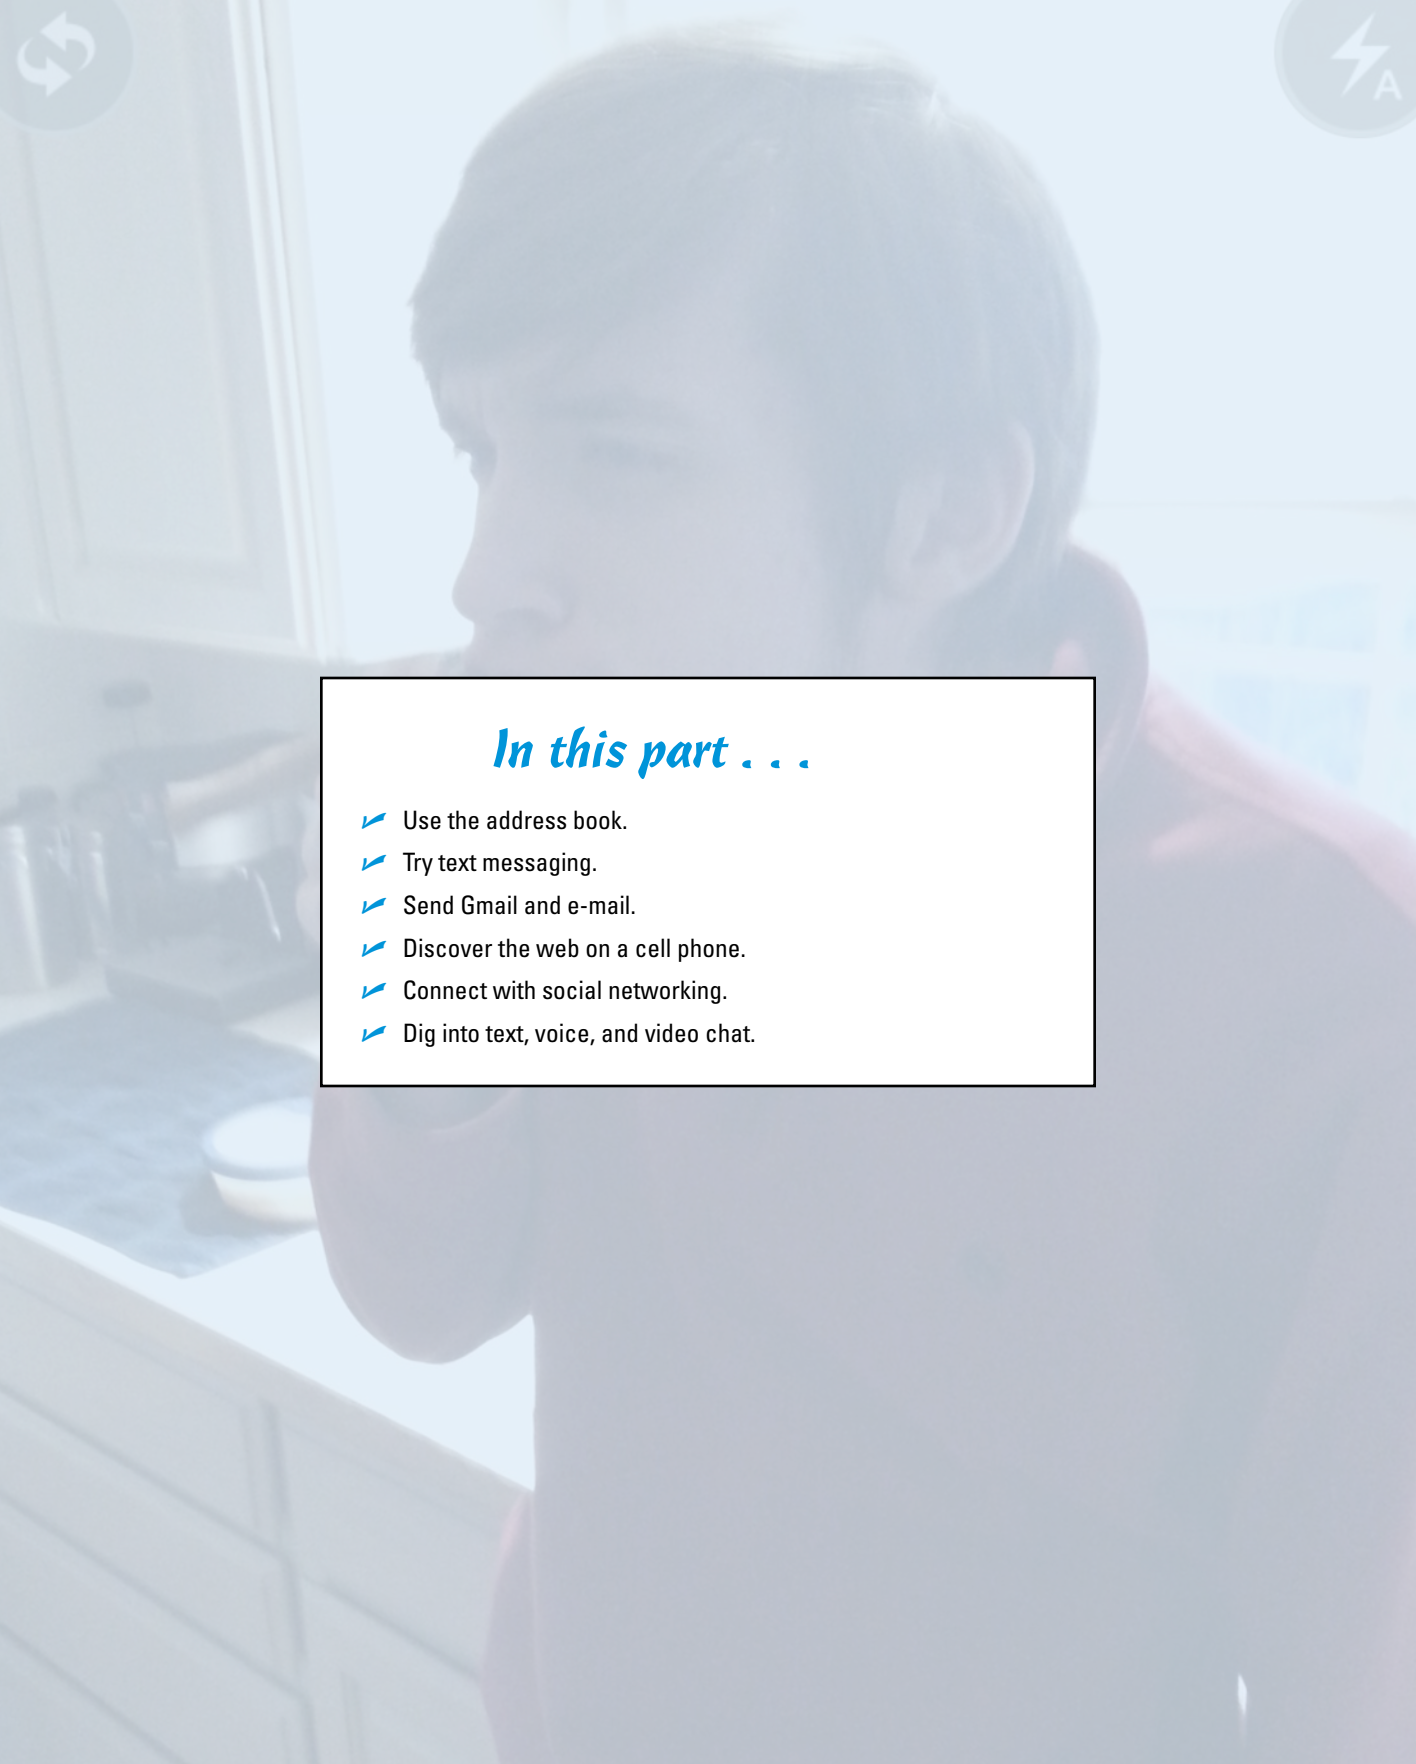 A
In this part . . .
Use the address book.
Try text messaging.
Send Gmail and e-mail.
Discover the web on a cell phone.
Connect with social networking.
Dig into text, voice, and video chat.